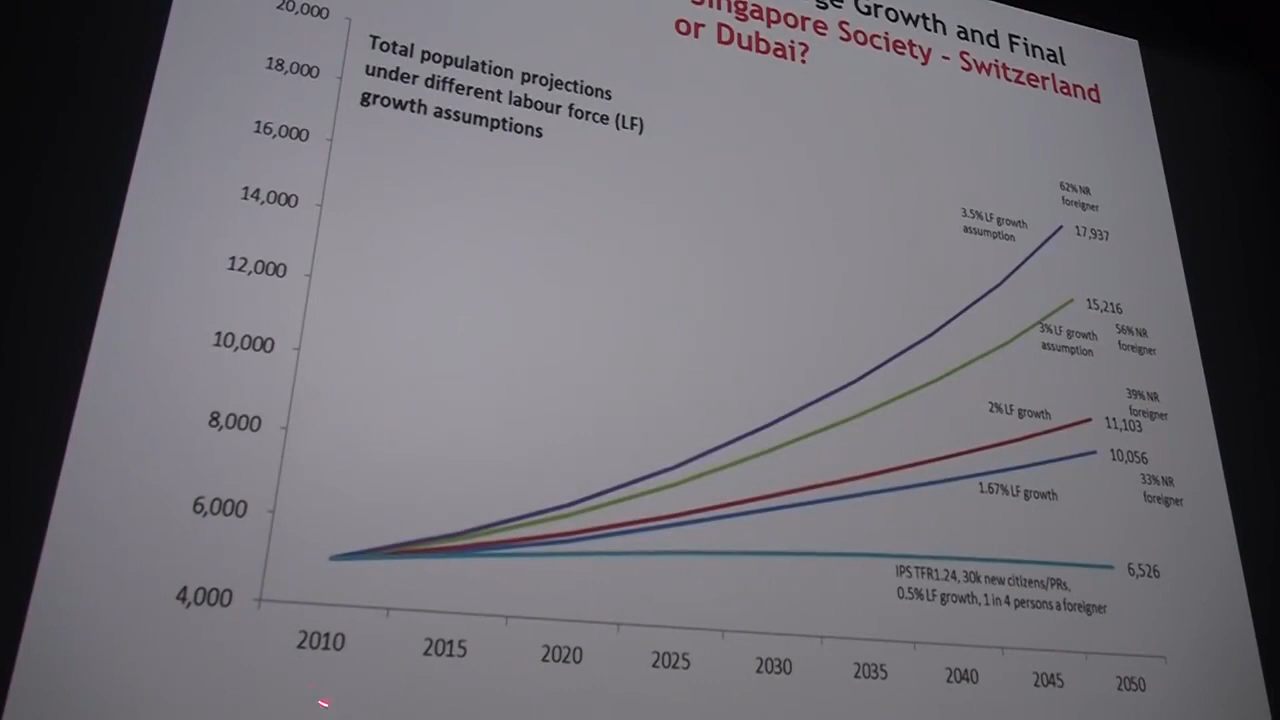 Growth and Final
Singapore Society - Switzerland
or Dubai?
Total population projections
under different labour force (LF)
growth assumptions
20,000
18,000
16,000
14,000
12,000
10,000
8,000
6,000
4,000
62% NR
foreigner
3.5% LF growth
assumption
17,937
15,216
3% LF growth
assumption
56% NR
foreigner
39% NR
foreigner
2% LF growth
11,103
10,056
33% NR
foreigner
1.67% LF growth
6,526
IPS TFR1.24, 30k new citizens/PRs,
0.5% LF growth, 1 in 4 persons a foreigner
2010
2015
2020
2025
2030
2035
2040
2045
2050